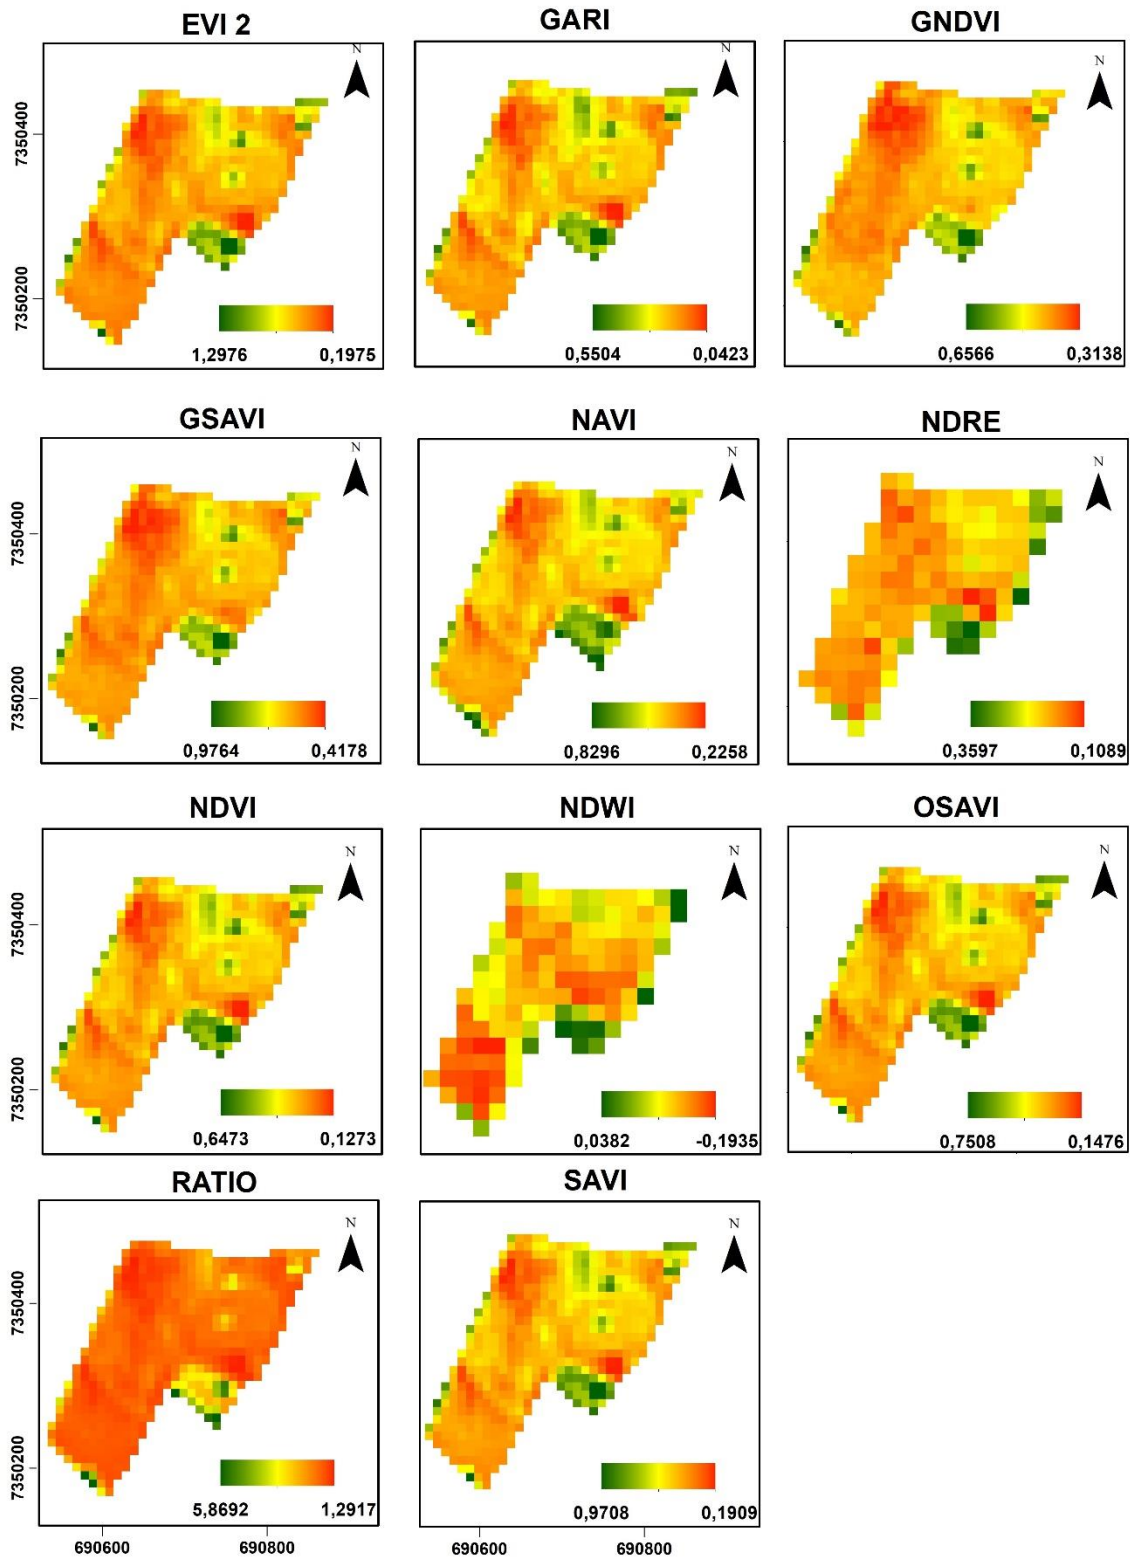 EVI 2
GARI
GNDVI
N
N
N
7350400
7350200
1,2976 0,1975
0,5504 0,0423
0,6566 0,3138
GSAVI
NAVI
NDRE
N
N
N
7350400
7350200
0,9764 0,4178
0,8296 0,2258
0,3597 0,1089
NDVI
NDWI
OSAVI
N
N
N
7350400
7350200
0,6473 0,1273
0,0382 -0,1935
0,7508 0,1476
RATIO
SAVI
N
N
7350400
7350200
5,8692 1,2917
0,9708 0,1909
690600 690800
690600 690800